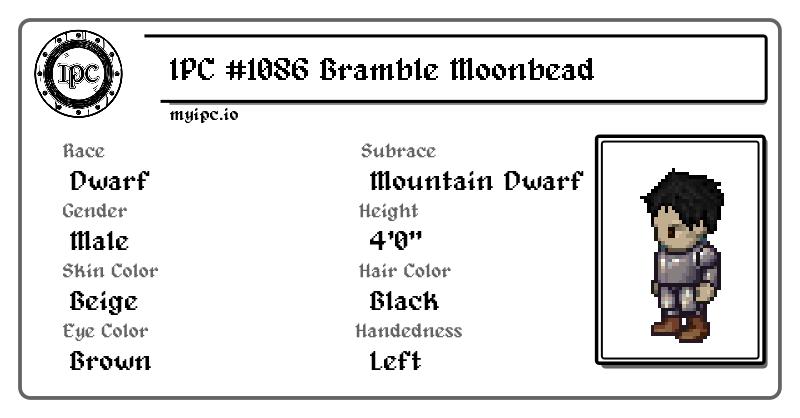 IPC
IPC #1086 Bramble Moonbead
myipc.io
Race
Subrace
Dwarf
Mountain Dwarf
Gender
Height
Male
4'0"
Skin Color
Hair Color
Beige
Black
Eye Color
Handedness
Brown
Left